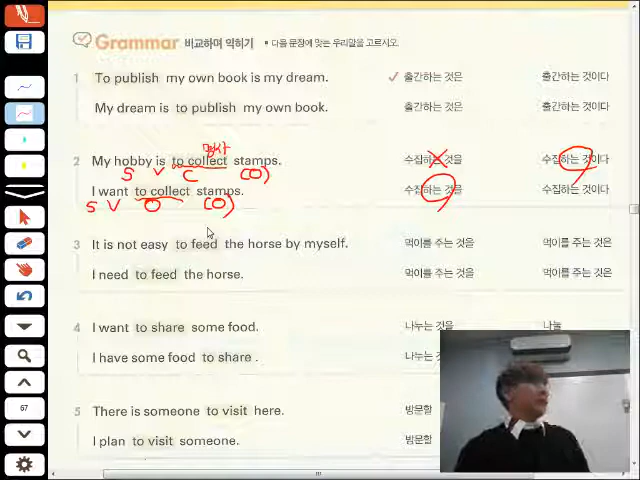 Grammar 비교하며 익히기 • 다음 문장에 맞는 우리말을 고르시오.
1 To publish my own book is my dream. ✓ 출간하는 것은 출간하는 것이다
My dream is to publish my own book. 출간하는 것은 출간하는 것이다
명사
2 My hobby is to collect stamps. 수집하는 것을 수집하는 것이다
S V C (O)
I want to collect stamps. 수집하는 것을 수집하는 것이다
S V O (O)
3 It is not easy to feed the horse by myself. 먹이를 주는 것을 먹이를 주는 것은
I need to feed the horse. 먹이를 주는 것을 먹이를 주는 것은
4 I want to share some food. 나누는 것을 나눌
I have some food to share . 나누는
5 There is someone to visit here. 방문할
I plan to visit someone. 방문할
67